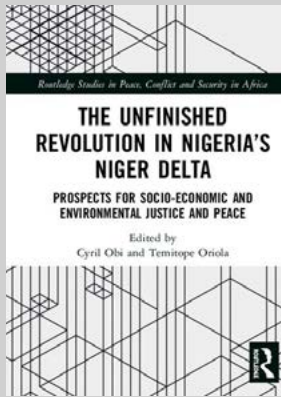 Routledge Studies in Peace, Conflict and Security in Africa
THE UNFINISHED
REVOLUTION IN NIGERIA'S
NIGER DELTA
PROSPECTS FOR SOCIO-ECONOMIC AND
ENVIRONMENTAL JUSTICE AND PEACE
Edited by
Cyril Obi and Temitope Oriola
ROUTLEDGE